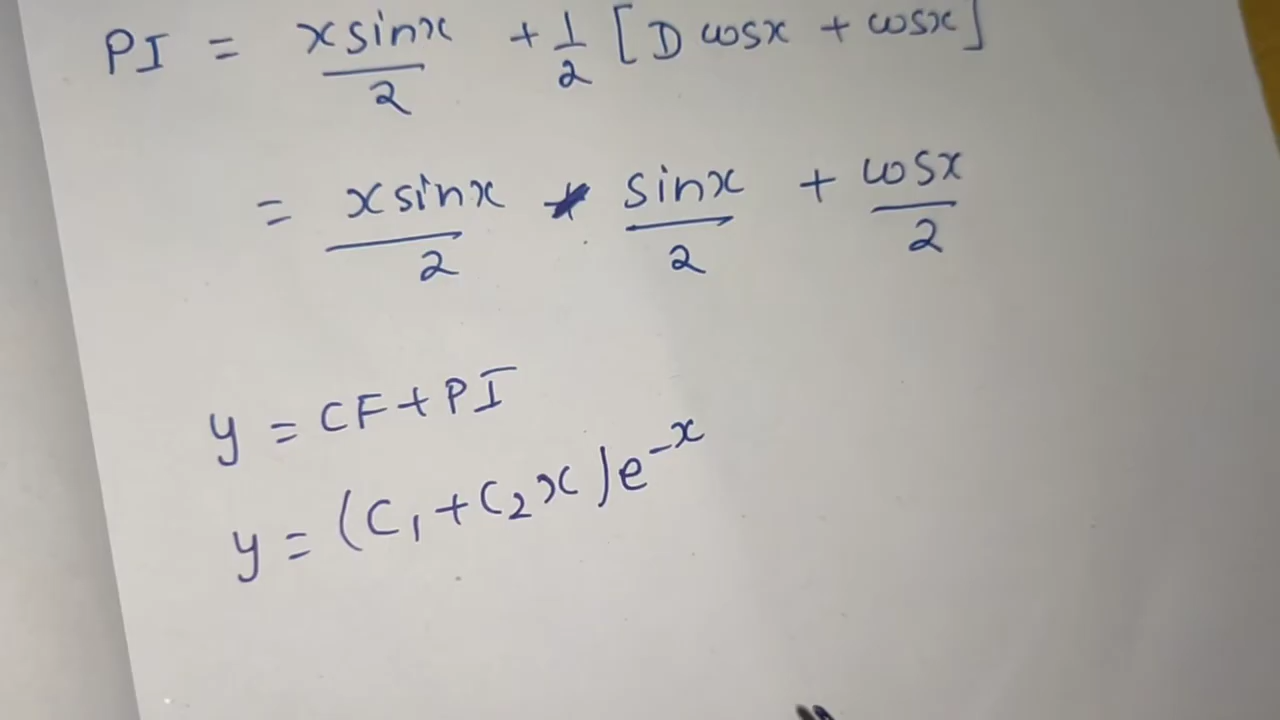 PI = x sinx / 2 + 1/2 [D cosx + cosx]
= x sinx / 2 - sinx / 2 + cosx / 2
y = CF + PI
y = (C₁ + C₂x)e⁻ˣ